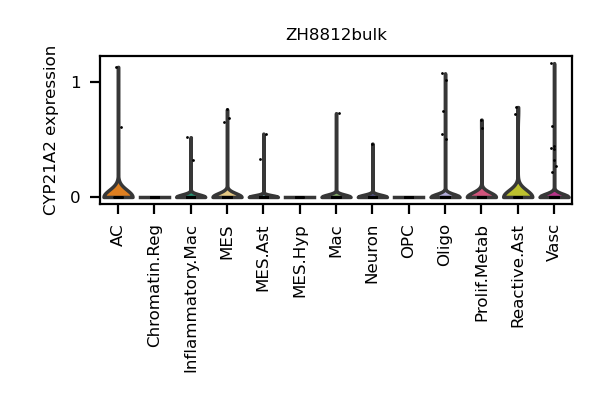 ZH8812bulk
CYP21A2 expression
1
0
AC
Chromatin.Reg
Inflammatory.Mac
MES
MES.Ast
MES.Hyp
Mac
Neuron
OPC
Oligo
Prolif.Metab
Reactive.Ast
Vasc